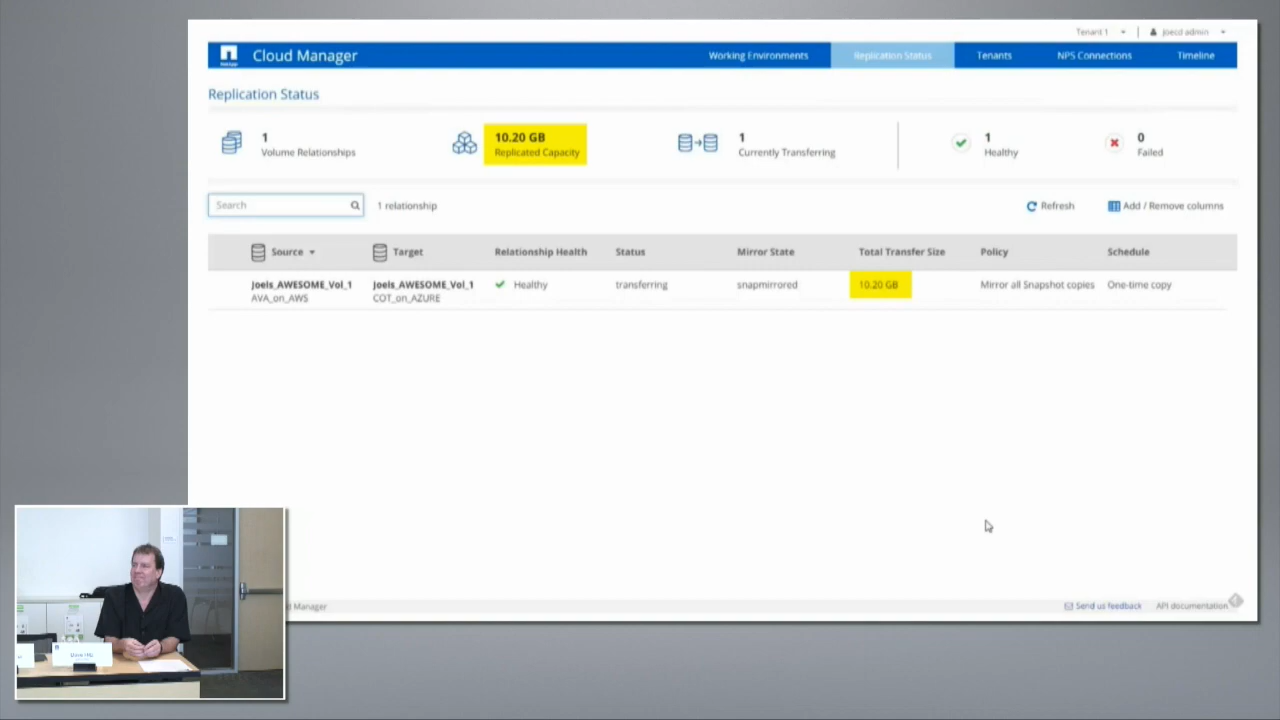 Tenant 1
Joecd admin
Cloud Manager
Working Environments
Replication Status
Tenants
NPS Connections
Timeline
Replication Status
1
Volume Relationships
10.20 GB
Replicated Capacity
1
Currently Transferring
1
Healthy
0
Failed
Search
1 relationship
Refresh
Add / Remove columns
Source
Target
Relationship Health
Status
Mirror State
Total Transfer Size
Policy
Schedule
Joels_AWESOME_Vol_1
AVA_on_AWS
Joels_AWESOME_Vol_1
COT_on_AZURE
Healthy
transferring
snapmirrored
10.20 GB
Mirror all Snapshot copies
One-time copy
Manager
Send us feedback
API documentation